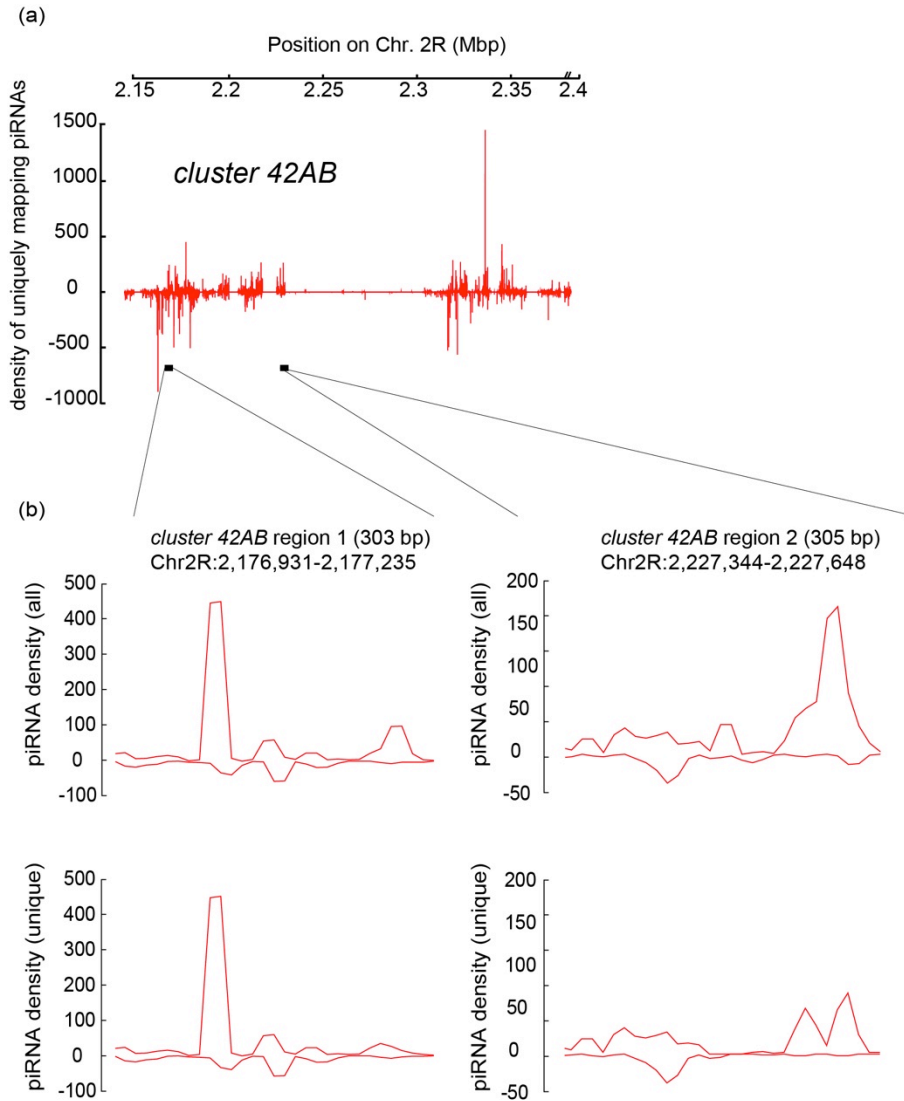 (a)
Position on Chr. 2R (Mbp)
2.15 2.2 2.25 2.3 2.35 2.4
density of uniquely mapping piRNAs
1500
1000
500
0
-500
-1000
cluster 42AB
(b)
cluster 42AB region 1 (303 bp)
Chr2R:2,176,931-2,177,235
piRNA density (all)
500
400
300
200
100
0
-100
cluster 42AB region 2 (305 bp)
Chr2R:2,227,344-2,227,648
piRNA density (all)
200
150
100
50
0
-50
piRNA density (unique)
500
400
300
200
100
0
-100
piRNA density (unique)
200
150
100
50
0
-50